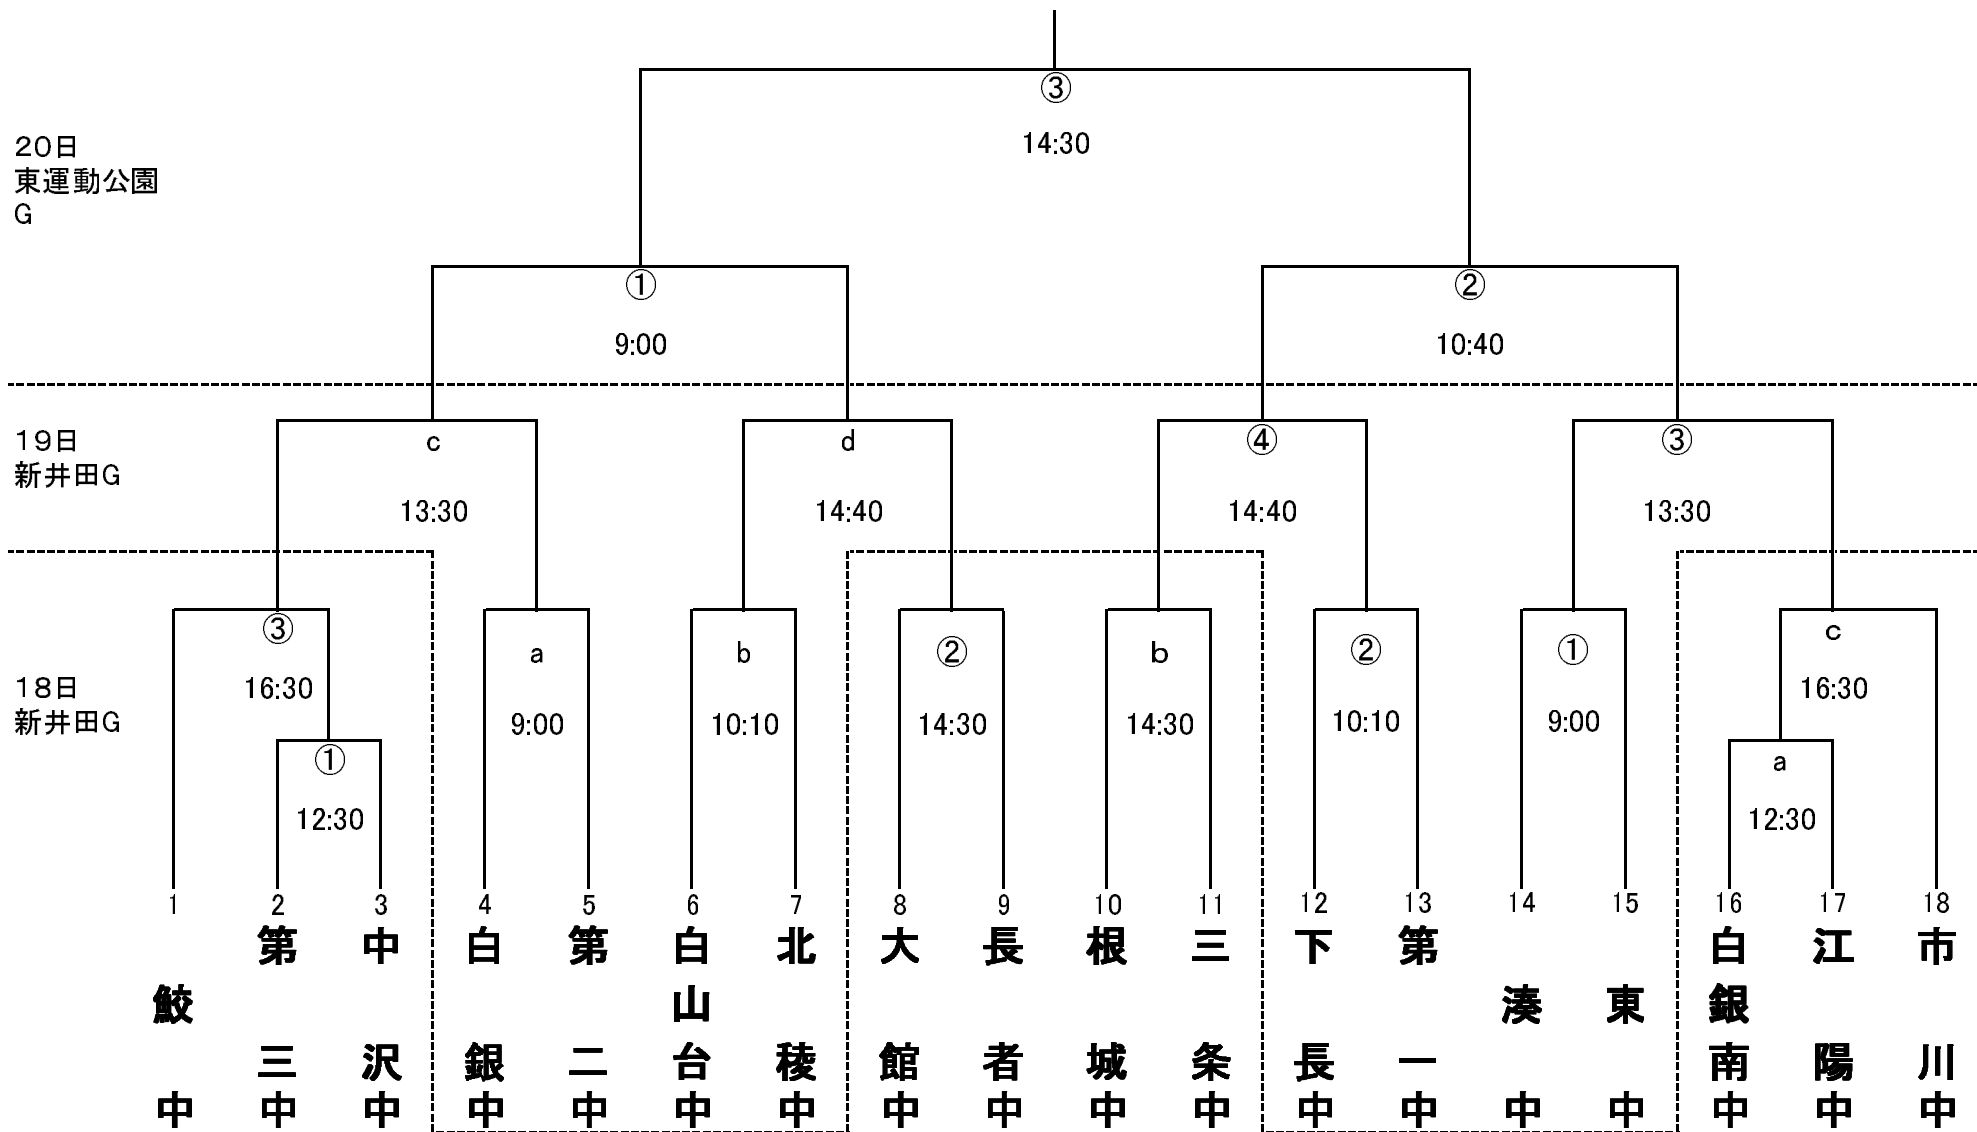 ③
14:30
20日
東運動公園
G
①
②
9:00
10:40
19日
新井田G
c
d
④
③
13:30
14:40
14:40
13:30
18日
新井田G
③
a
b
②
b
②
①
c
16:30
9:00
10:10
14:30
14:30
10:10
9:00
16:30
①
a
12:30
12:30
1
2
3
4
5
6
7
8
9
10
11
12
13
14
15
16
17
18
鮫中
第三中
中沢中
白銀中
第二中
白山台中
北稜中
大館中
長者中
根城中
三条中
下長中
第一中
湊中
東中
白銀南中
江陽中
市川中